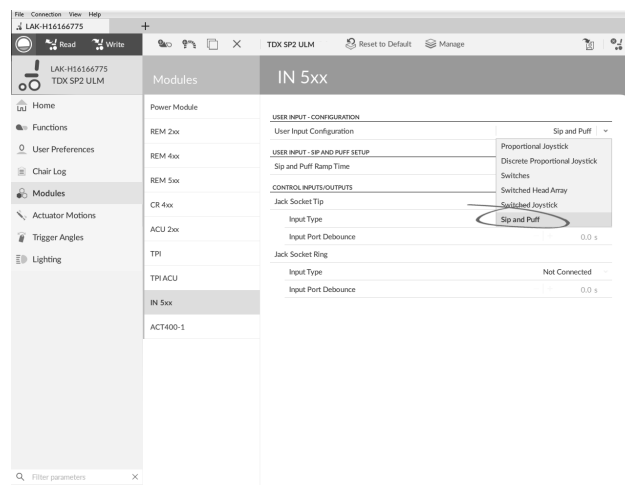 File Connection View Help
LAK-H16166775 +
Read Write TDX SP2 ULM Reset to Default Manage
LAK-H16166775
TDX SP2 ULM
Modules
IN 5xx
Home
Functions
User Preferences
Chair Log
Modules
Actuator Motions
Trigger Angles
Lighting
Filter parameters
Power Module
REM 2xx
REM 4xx
REM 5xx
CR 4xx
ACU 2xx
TPI
TPI ACU
IN 5xx
ACT400-1
USER INPUT - CONFIGURATION
User Input Configuration Sip and Puff
USER INPUT - SIP AND PUFF SETUP
Sip and Puff Ramp Time
CONTROL INPUTS/OUTPUTS
Jack Socket Tip
Input Type
Input Port Debounce 0.0 s
Jack Socket Ring
Input Type Not Connected
Input Port Debounce 0.0 s
Proportional Joystick
Discrete Proportional Joystick
Switches
Switched Head Array
Switched Joystick
Sip and Puff